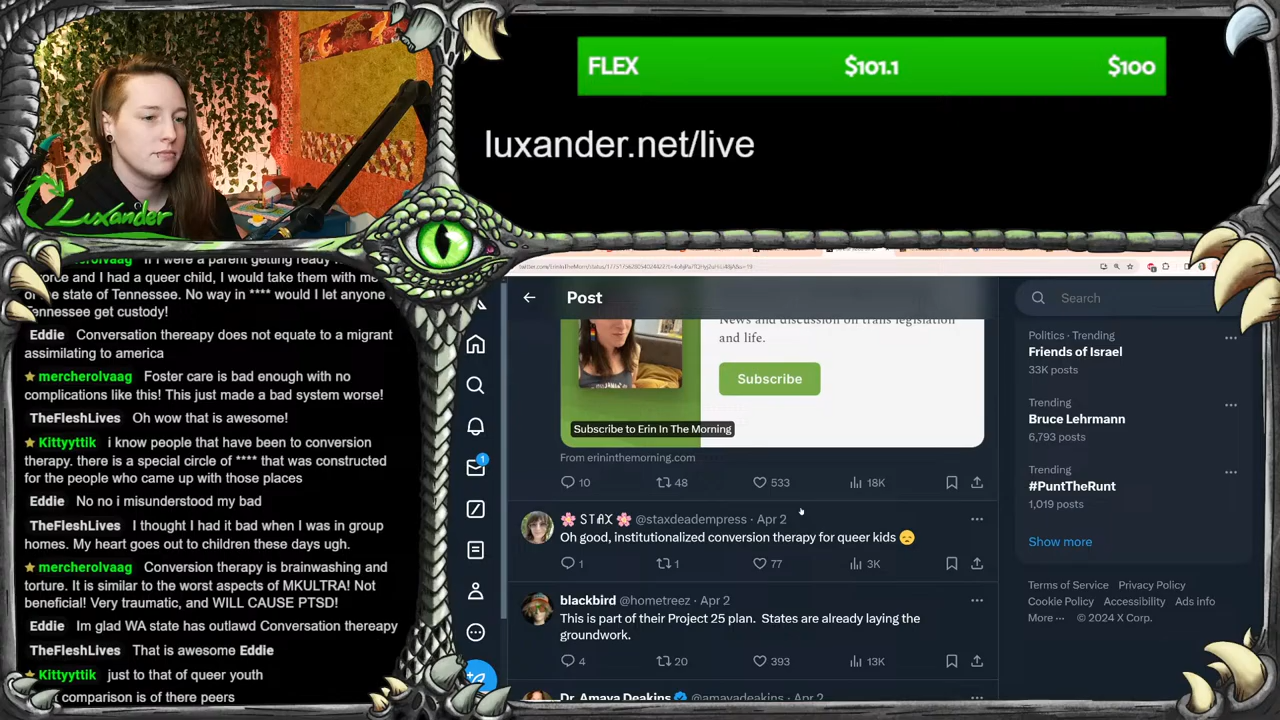 FLEX $101.1 $100
luxander.net/live
Luxander
If I were a parent getting ready
and I had a queer child, I would take them with me
state of Tennessee. No way in **** would I let anyone
Tennessee get custody!
Eddie Conversation thereapy does not equate to a migrant
assimilating to america
mercherolvaag Foster care is bad enough with no
complications like this! This just made a bad system worse!
TheFleshLives Oh wow that is awesome!
Kittyyttik i know people that have been to conversion
therapy. there is a special circle of **** that was constructed
for the people who came up with those places
Eddie No no i misunderstood my bad
TheFleshLives I thought I had it bad when I was in group
homes. My heart goes out to children these days ugh.
mercherolvaag Conversion therapy is brainwashing and
torture. It is similar to the worst aspects of MKULTRA! Not
beneficial! Very traumatic, and WILL CAUSE PTSD!
Eddie Im glad WA state has outlawd Conversation thereapy
TheFleshLives That is awesome Eddie
Kittyyttik just to that of queer youth
comparison is of there peers
Post
News and discussion on trans legislation
and life.
Subscribe
Subscribe to Erin In The Morning
From erininthemorning.com
10 48 533 18K
STAX @staxdeadempress · Apr 2
Oh good, institutionalized conversion therapy for queer kids 😞
1 1 77 3K
blackbird @hometreez · Apr 2
This is part of their Project 25 plan. States are already laying the
groundwork.
4 20 393 13K
Dr. Amaya Deakins @amayadeakins · Apr 2
1
Search
Politics · Trending
Friends of Israel
33K posts
Trending
Bruce Lehrmann
6,793 posts
Trending
#PuntTheRunt
1,019 posts
Show more
Terms of Service Privacy Policy
Cookie Policy Accessibility Ads info
More ··· © 2024 X Corp.